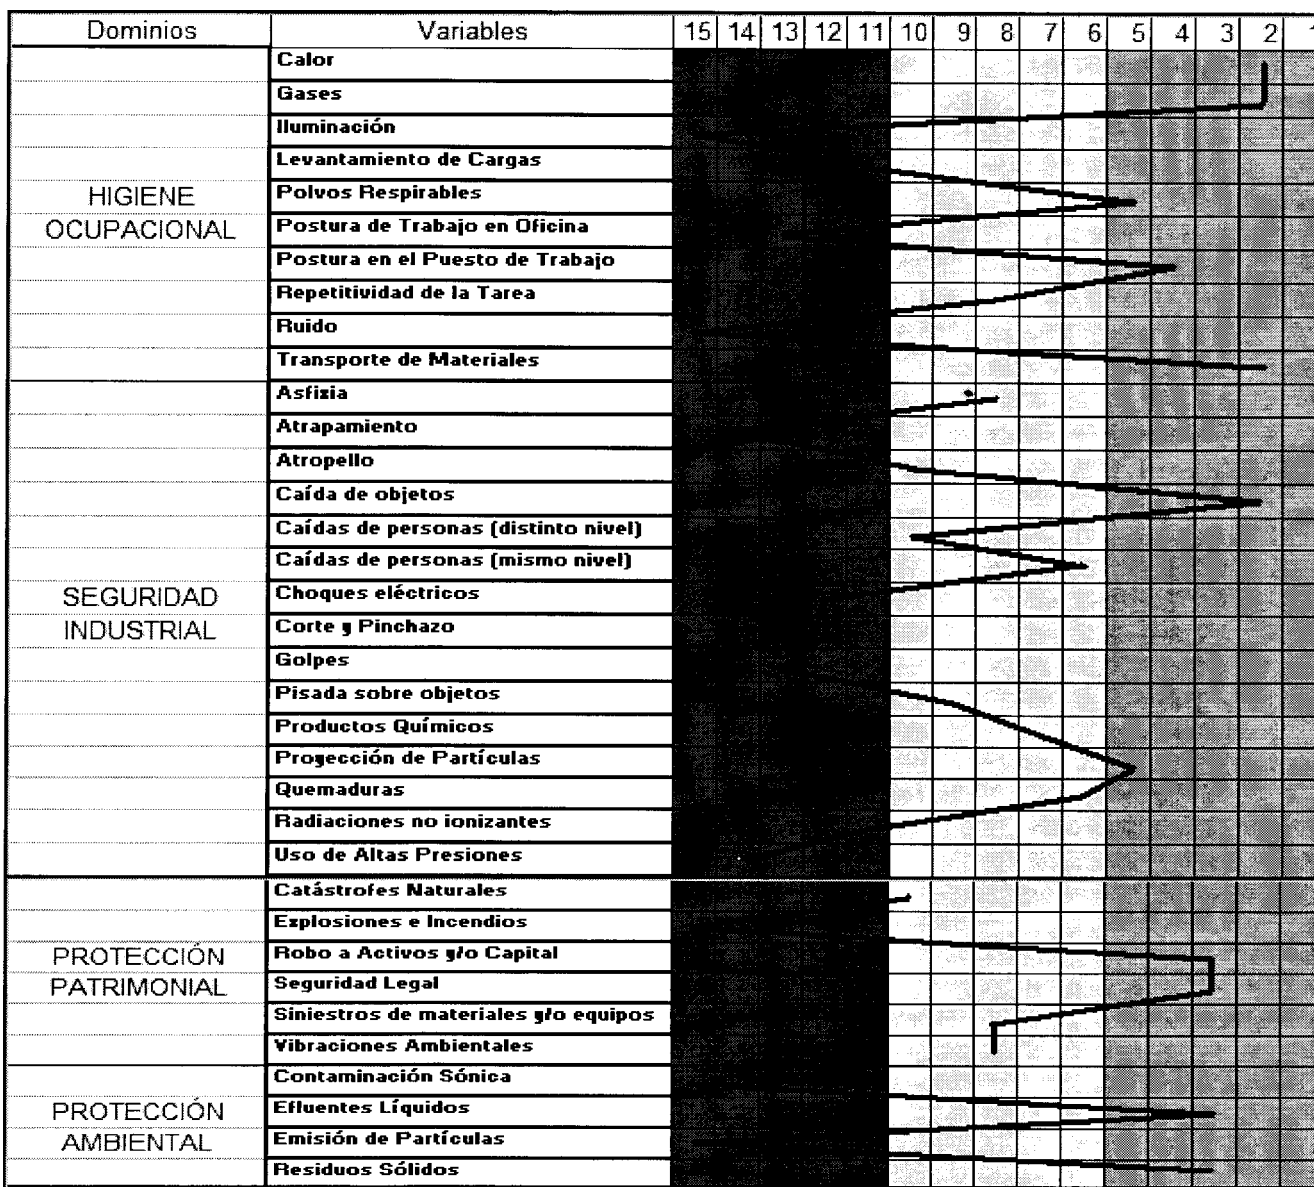 Dominios Variables 15 14 13 12 11 10 9 8 7 6 5 4 3 2 1
Calor
Gases
Iluminación
Levantamiento de Cargas
HIGIENE OCUPACIONAL
Polvos Respirables
Postura de Trabajo en Oficina
Postura en el Puesto de Trabajo
Repetitividad de la Tarea
Ruido
Transporte de Materiales
Asfixia
Atrapamiento
Atropello
Caída de objetos
Caídas de personas (distinto nivel)
Caídas de personas (mismo nivel)
SEGURIDAD INDUSTRIAL
Choques eléctricos
Corte y Pinchazo
Golpes
Pisada sobre objetos
Productos Químicos
Proyección de Partículas
Quemaduras
Radiaciones no ionizantes
Uso de Altas Presiones
Catástrofes Naturales
Explosiones e Incendios
PROTECCIÓN PATRIMONIAL
Robo a Activos y/o Capital
Seguridad Legal
Siniestros de materiales y/o equipos
Vibraciones Ambientales
Contaminación Sónica
PROTECCIÓN AMBIENTAL
Efluentes Líquidos
Emisión de Partículas
Residuos Sólidos